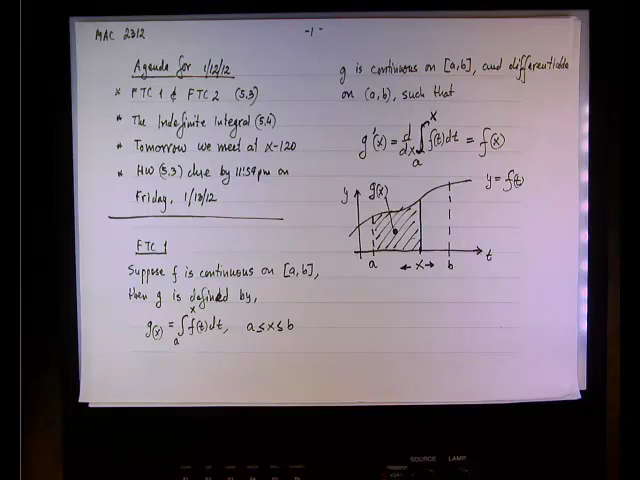 MAC 2312
-1-
Agenda for 1/12/12
* FTC 1 & FTC 2 (5.3)
* The Indefinite Integral (5.4)
* Tomorrow we meet at X-120
* HW (5.3) due by 11:59pm on
Friday, 1/13/12
FTC 1
Suppose f is continuous on [a,b],
then g is defined by,
g(x) = ∫ₐˣ f(t)dt, a ≤ x ≤ b
g is continuous on [a,b], and differentiable
on (a,b), such that
g'(x) = d/dx ∫ₐˣ f(t)dt = f(x)
y
g(x)
y = f(t)
a
x
b
t
SOURCE
LAMP